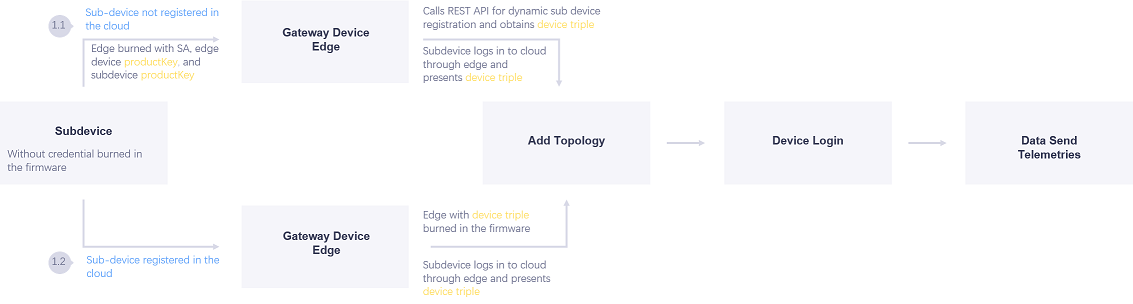 1.1
Sub-device not registered in
the cloud
Edge burned with SA, edge
device productKey, and
subdevice productKey
Gateway Device
Edge
Calls REST API for dynamic sub device
registration and obtains device triple
Subdevice logs in to cloud
through edge and
presents device triple
Subdevice
Without credential burned in
the firmware
Add Topology
Device Login
Data Send
Telemetries
1.2
Sub-device registered in the
cloud
Gateway Device
Edge
Edge with device triple
burned in the firmware
Subdevice logs in to cloud
through edge and presents
device triple